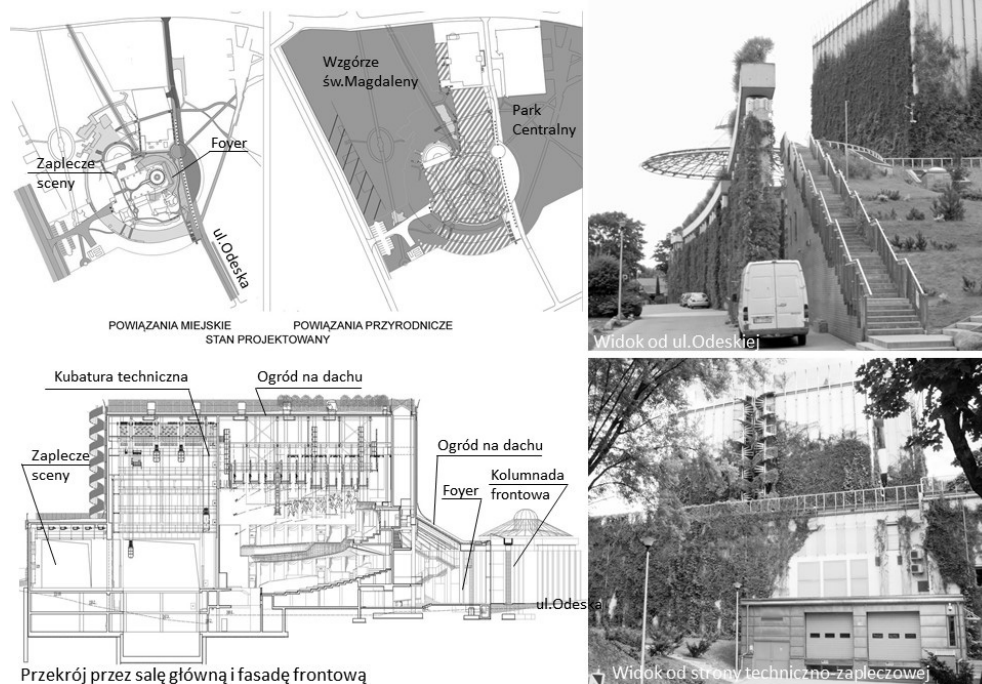 Wzgórze
św.Magdaleny
Park
Centralny
Foyer
Zaplecze
sceny
ul.Odeska
POWIĄZANIA MIEJSKIE
POWIĄZANIA PRZYRODNICZE
STAN PROJEKTOWANY
Widok od ul.Odeskiej
Kubatura techniczna
Ogród na dachu
Zaplecze
sceny
Ogród na dachu
Kolumnada
frontowa
Foyer
ul.Odeska
Przekrój przez salę główną i fasadę frontową
Widok od strony techniczno-zapleczowej